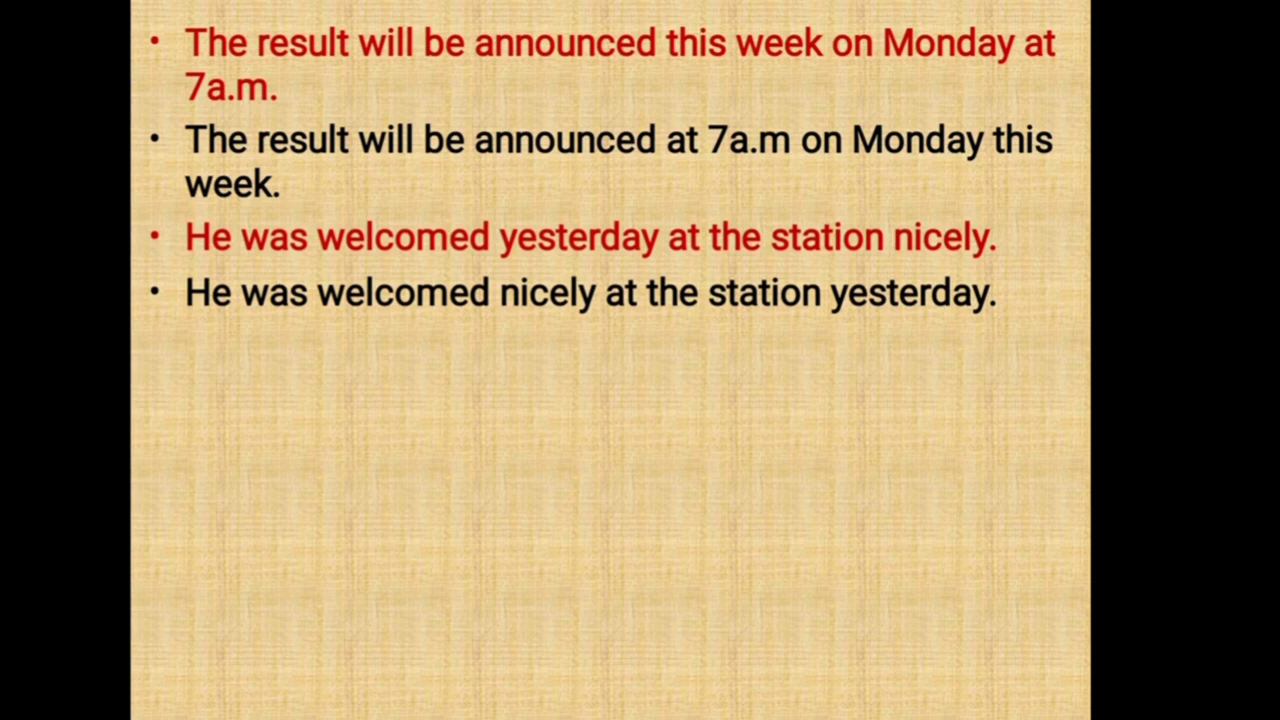 • The result will be announced this week on Monday at
7a.m.
• The result will be announced at 7a.m on Monday this
week.
• He was welcomed yesterday at the station nicely.
• He was welcomed nicely at the station yesterday.